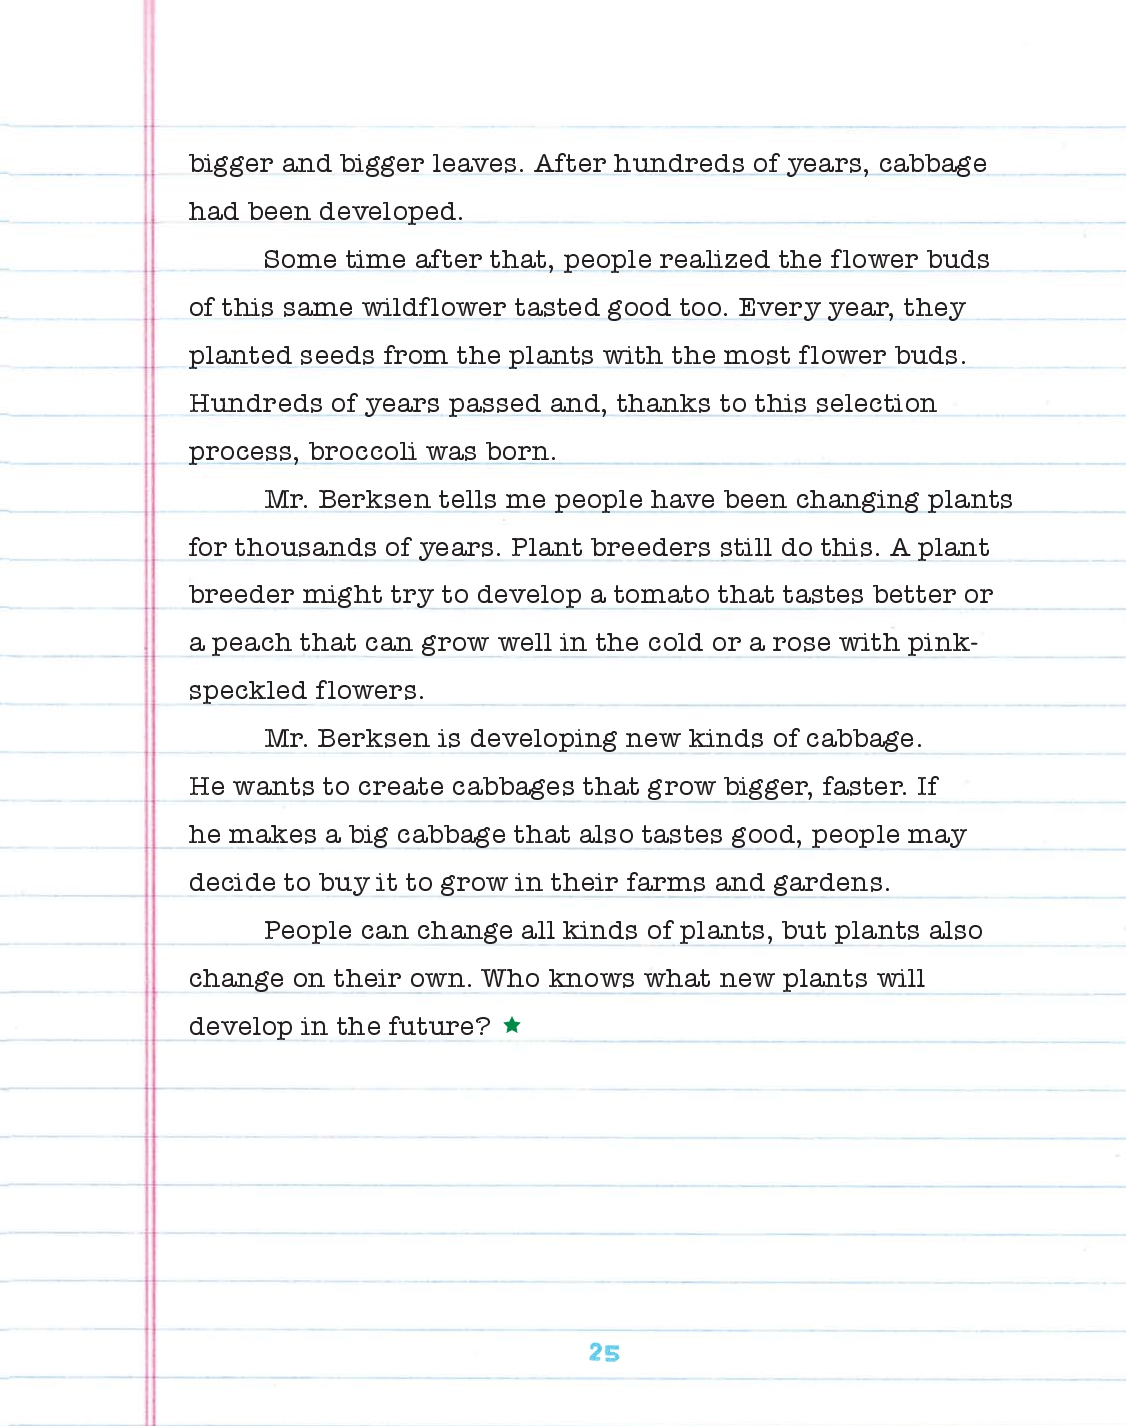 bigger and bigger leaves. After hundreds of years, cabbage
had been developed.
Some time after that, people realized the flower buds
of this same wildflower tasted good too. Every year, they
planted seeds from the plants with the most flower buds.
Hundreds of years passed and, thanks to this selection
process, broccoli was born.
Mr. Berksen tells me people have been changing plants
for thousands of years. Plant breeders still do this. A plant
breeder might try to develop a tomato that tastes better or
a peach that can grow well in the cold or a rose with pink-
speckled flowers.
Mr. Berksen is developing new kinds of cabbage.
He wants to create cabbages that grow bigger, faster. If
he makes a big cabbage that also tastes good, people may
decide to buy it to grow in their farms and gardens.
People can change all kinds of plants, but plants also
change on their own. Who knows what new plants will
develop in the future? ★
25